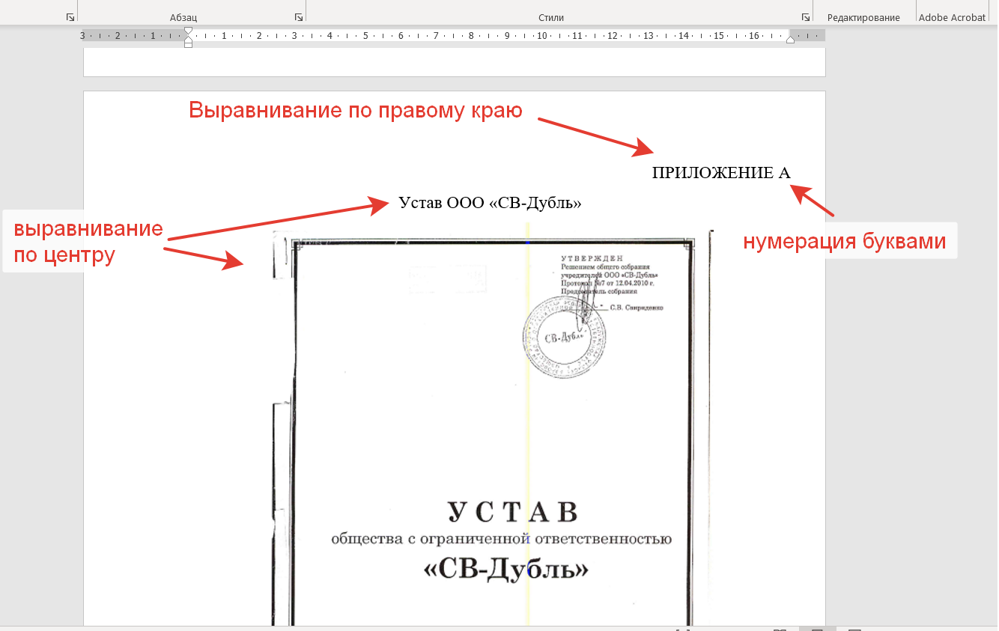 Абзац
Стили
Редактирование
Adobe Acrobat
3 2 1 1 2 3 4 5 6 7 8 9 10 11 12 13 14 15 16
Выравнивание по правому краю
ПРИЛОЖЕНИЕ А
Устав ООО «СВ-Дубль»
выравнивание
по центру
нумерация буквами
УТВЕРЖДЕН
Решением общего собрания
учредителей ООО «СВ-Дубль»
Протокол №7 от 12.04.2010 г.
Председатель собрания
С.В. Свириденко
СВ-Дубль
УСТАВ
общества с ограниченной ответственностью
«СВ-Дубль»